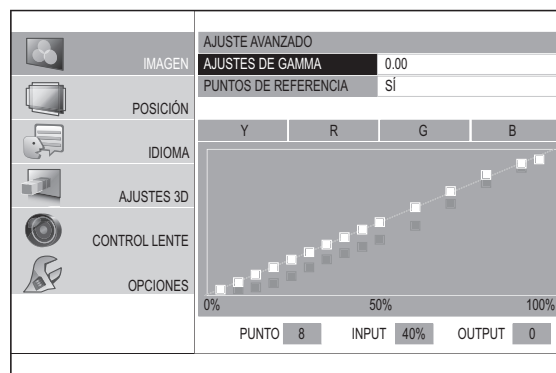 IMAGEN
POSICIÓN
IDIOMA
AJUSTES 3D
CONTROL LENTE
OPCIONES
AJUSTE AVANZADO
AJUSTES DE GAMMA 0.00
PUNTOS DE REFERENCIA SÍ
Y R G B
0% 50% 100%
PUNTO 8 INPUT 40% OUTPUT 0